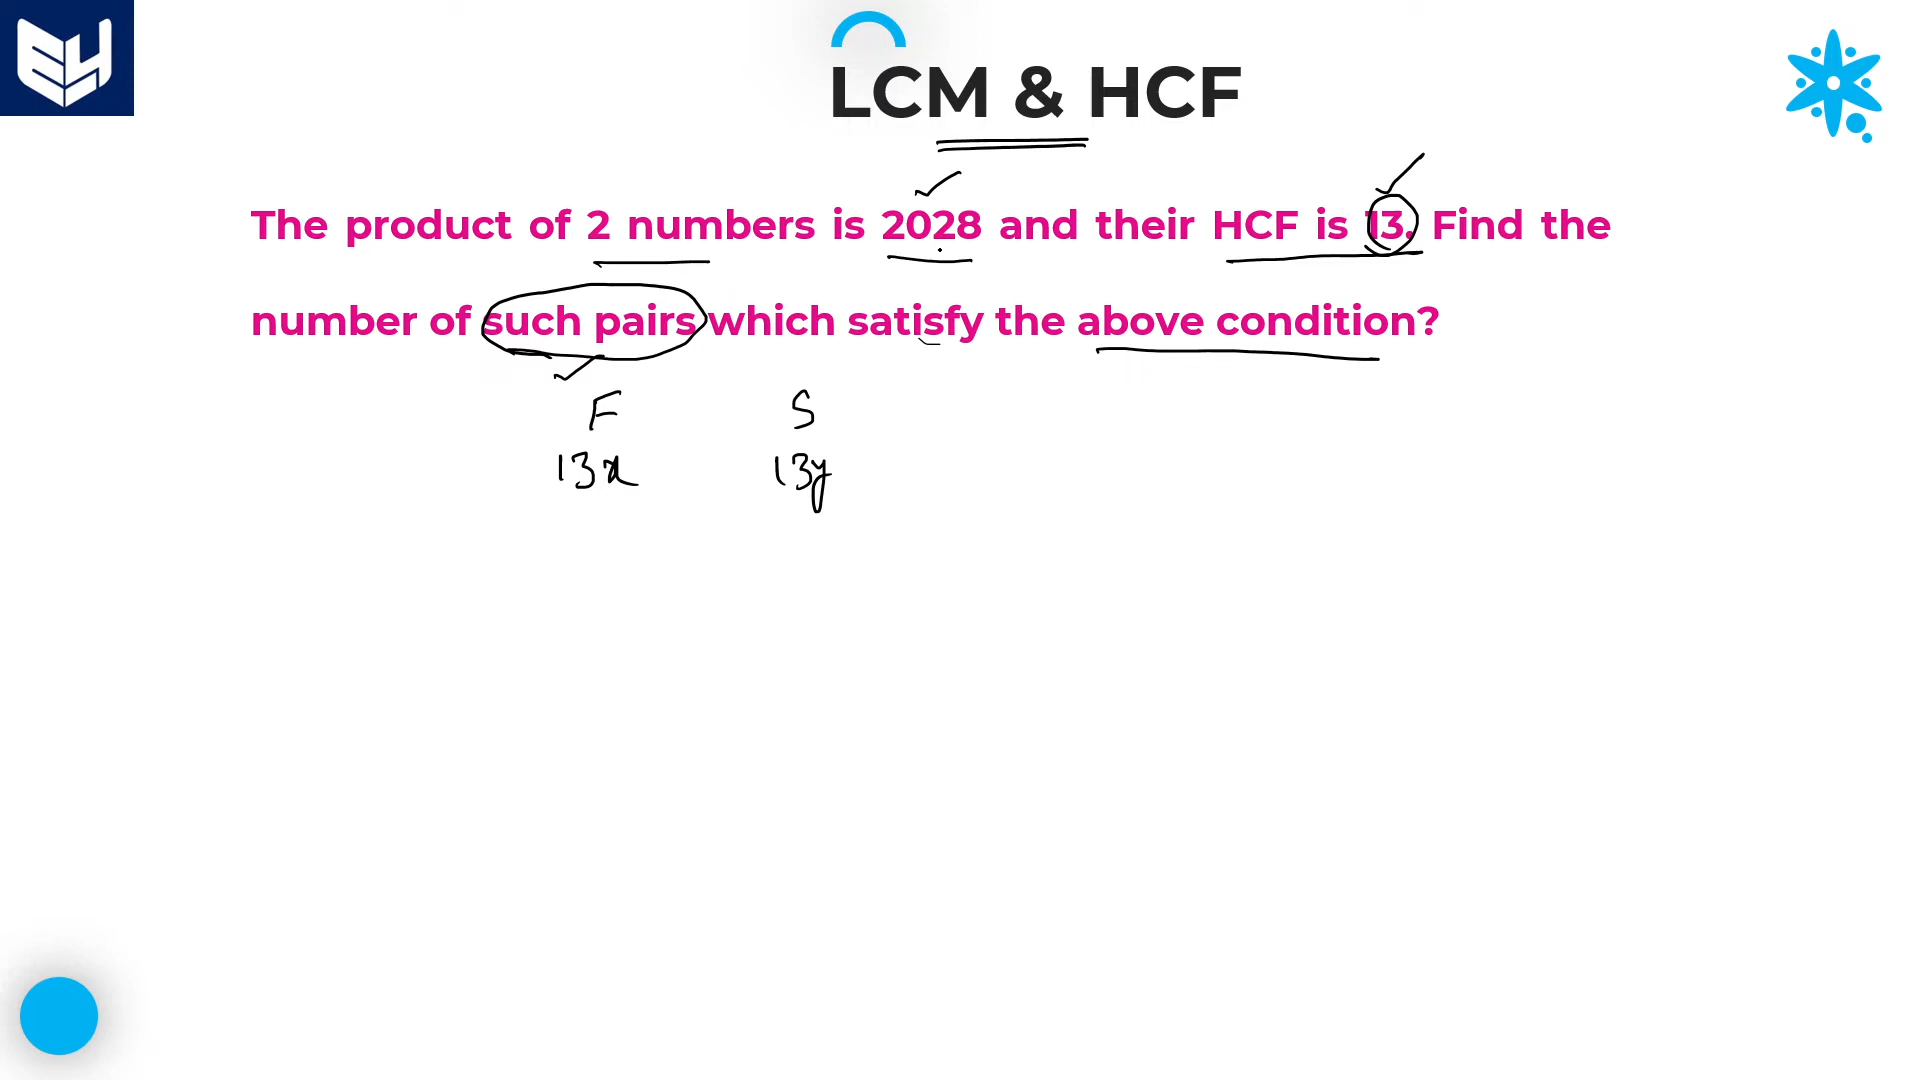 LCM & HCF
The product of 2 numbers is 2028 and their HCF is 13. Find the
number of such pairs which satisfy the above condition?
F S
13x 13y